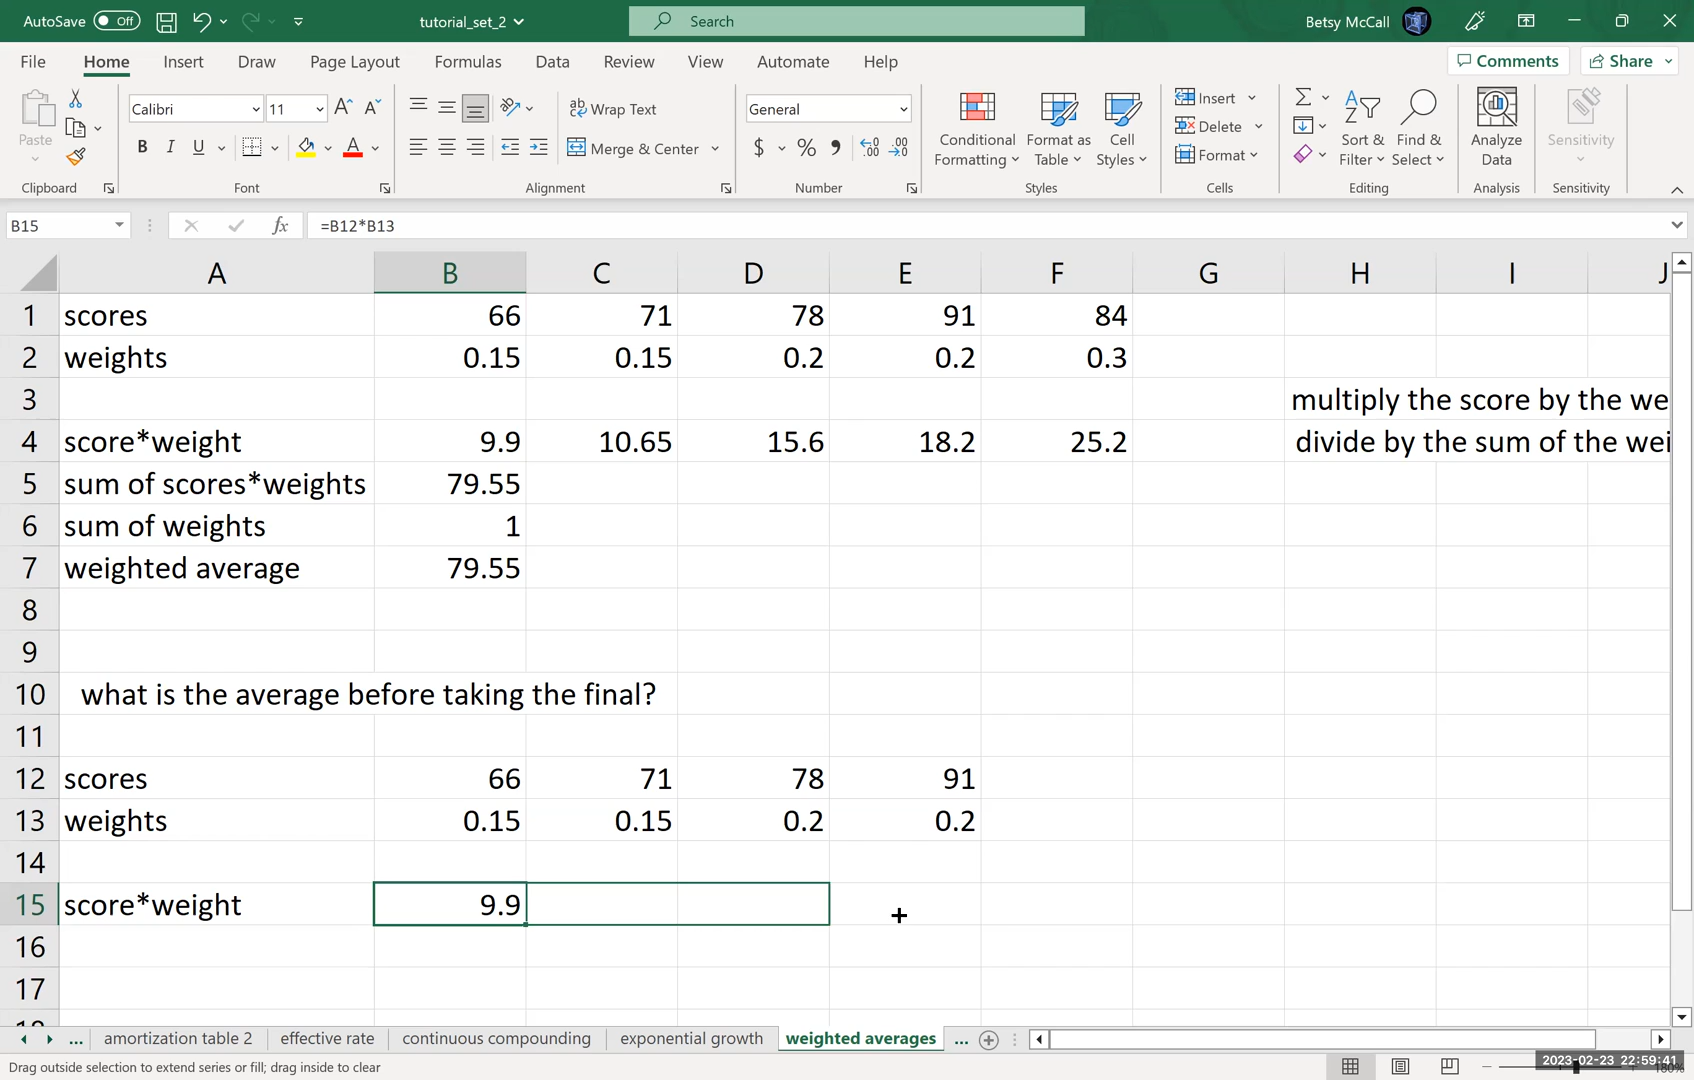 AutoSave Off tutorial_set_2 Search Betsy McCall
File Home Insert Draw Page Layout Formulas Data Review View Automate Help Comments Share
Paste Calibri 11 A A Wrap Text General Conditional Formatting Format as Table Cell Styles Insert Delete Format Sort & Filter Find & Select Analyze Data Sensitivity
B I U A Merge & Center $ %
Clipboard Font Alignment Number Styles Cells Editing Analysis Sensitivity
B15 fx =B12*B13
A B C D E F G H I J
1 scores 66 71 78 91 84
2 weights 0.15 0.15 0.2 0.2 0.3
3 multiply the score by the we
4 score*weight 9.9 10.65 15.6 18.2 25.2 divide by the sum of the wei
5 sum of scores*weights 79.55
6 sum of weights 1
7 weighted average 79.55
8
9
10 what is the average before taking the final?
11
12 scores 66 71 78 91
13 weights 0.15 0.15 0.2 0.2
14
15 score*weight 9.9
16
17
... amortization table 2 effective rate continuous compounding exponential growth weighted averages ...
Drag outside selection to extend series or fill; drag inside to clear 2023-02-23 22:59:41